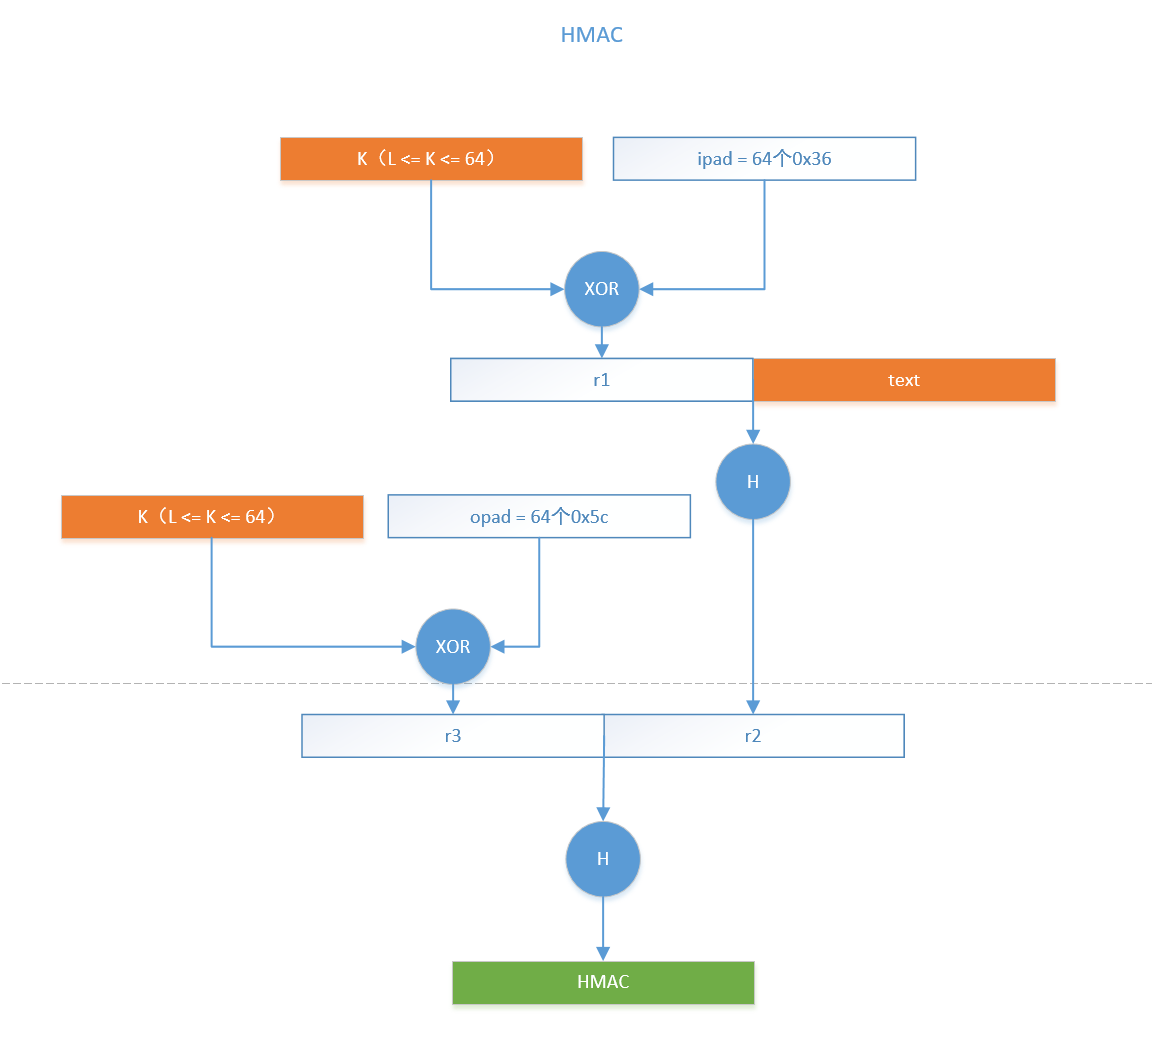 HMAC
K（L <= K <= 64）
ipad = 64个0x36
XOR
r1
text
H
K（L <= K <= 64）
opad = 64个0x5c
XOR
r3
r2
H
HMAC